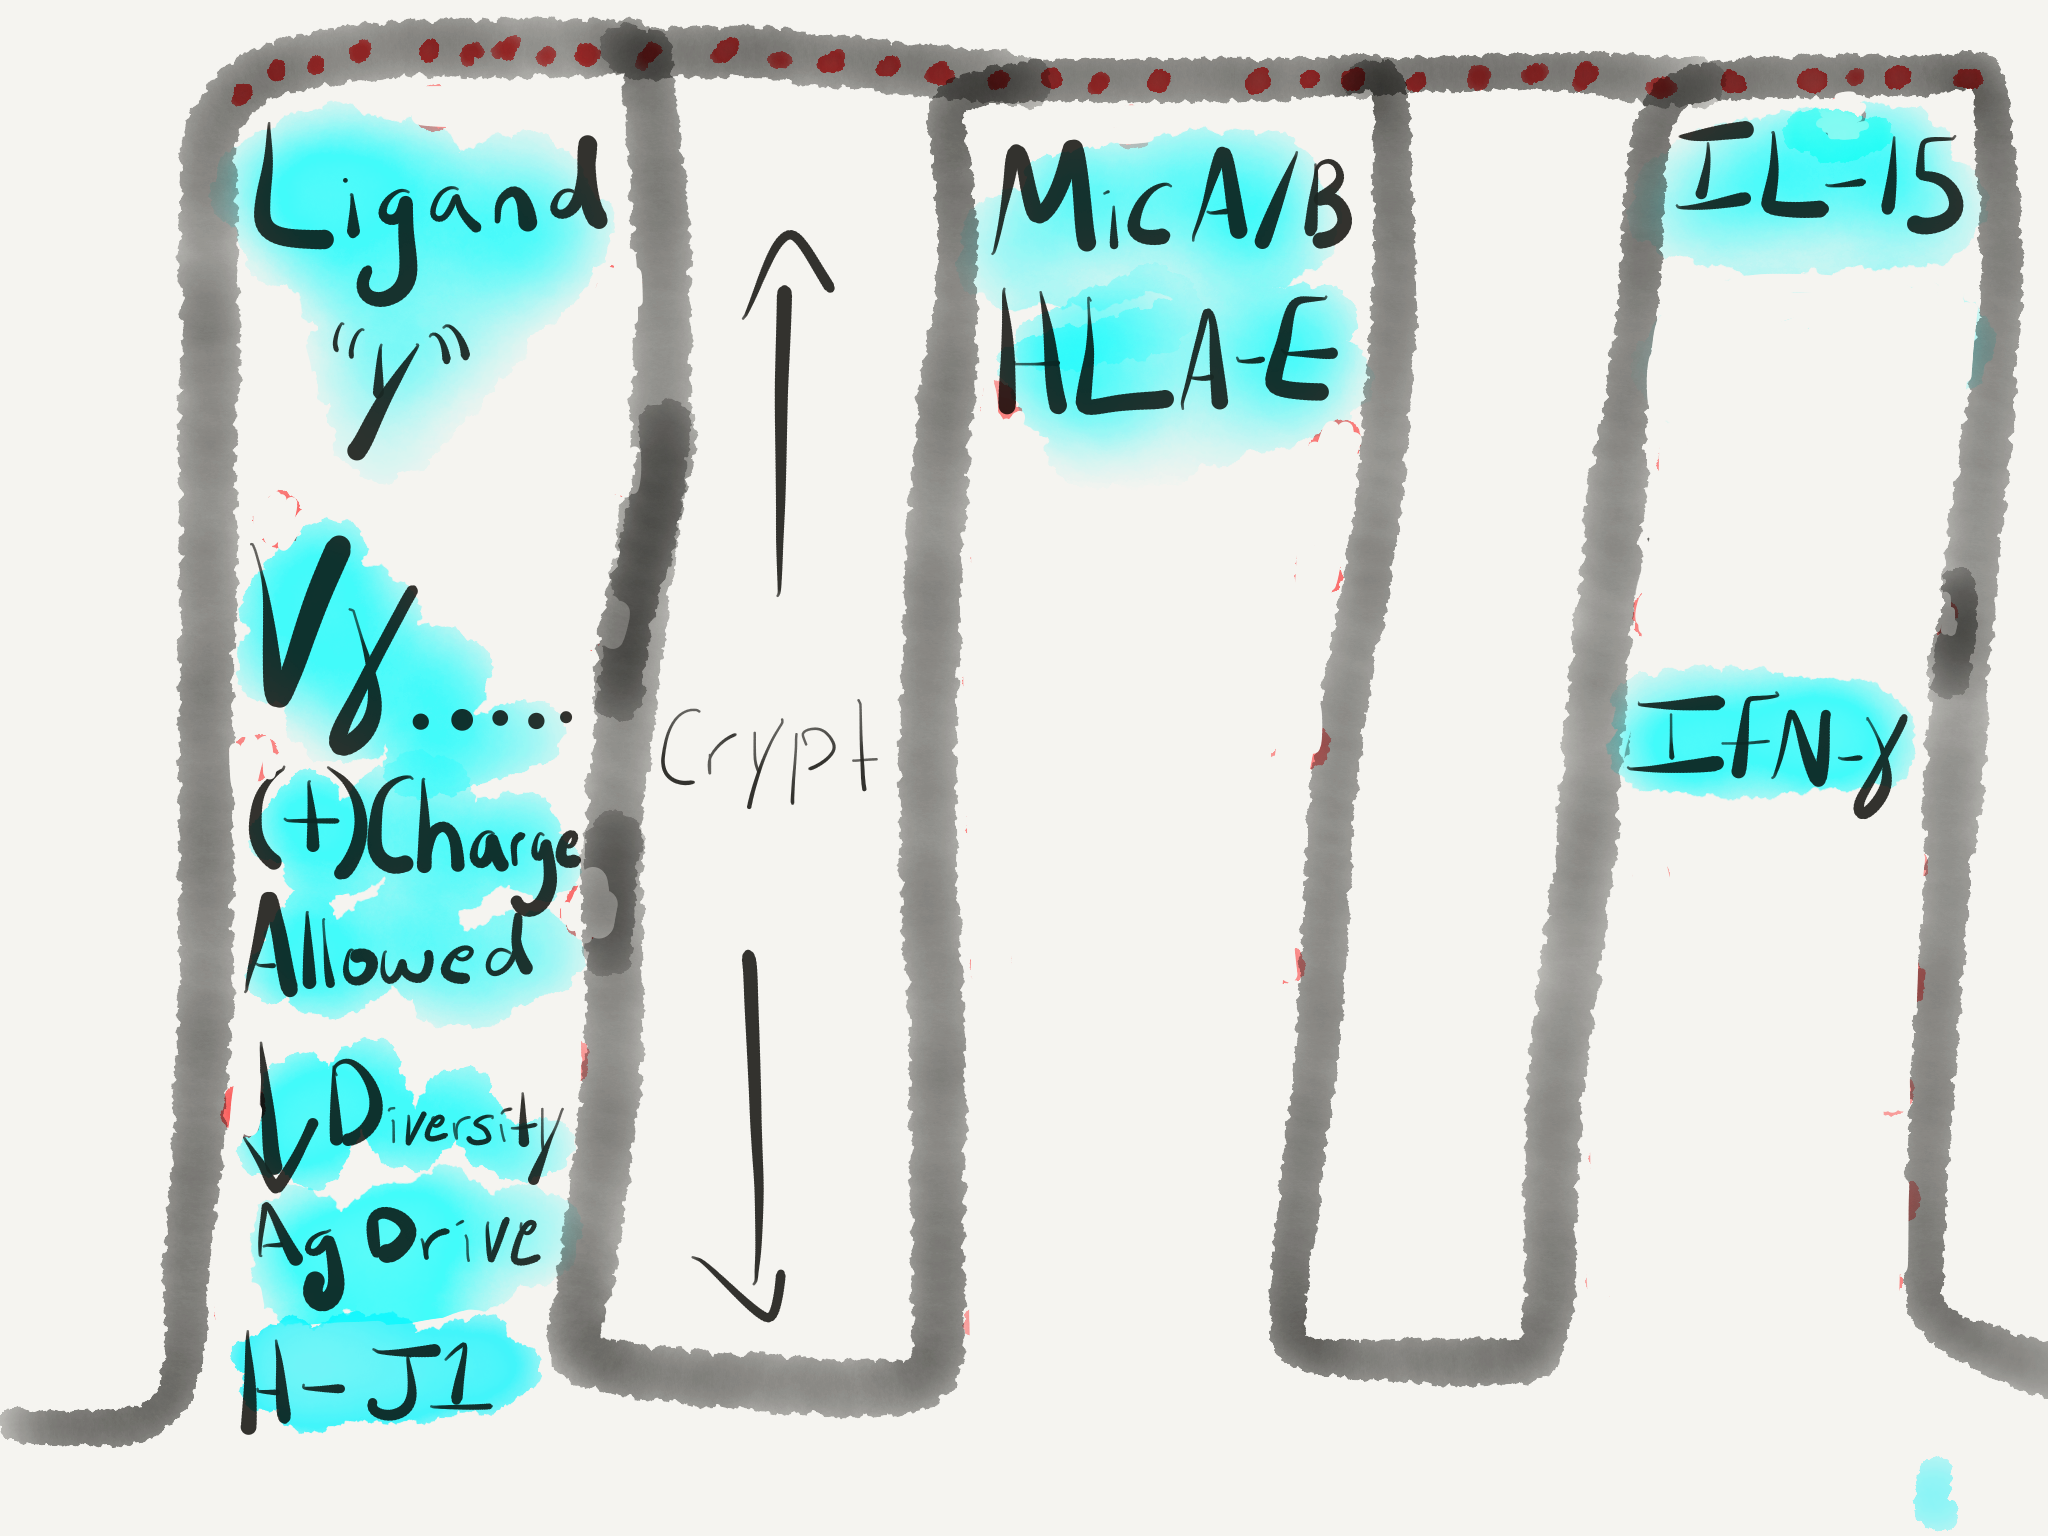 Ligand
"y"
Vγ.....
(+)Charge
Allowed
↓Diversity
Ag Drive
H-J1
Crypt
MicA/B
HLA-E
IL-15
IFN-γ